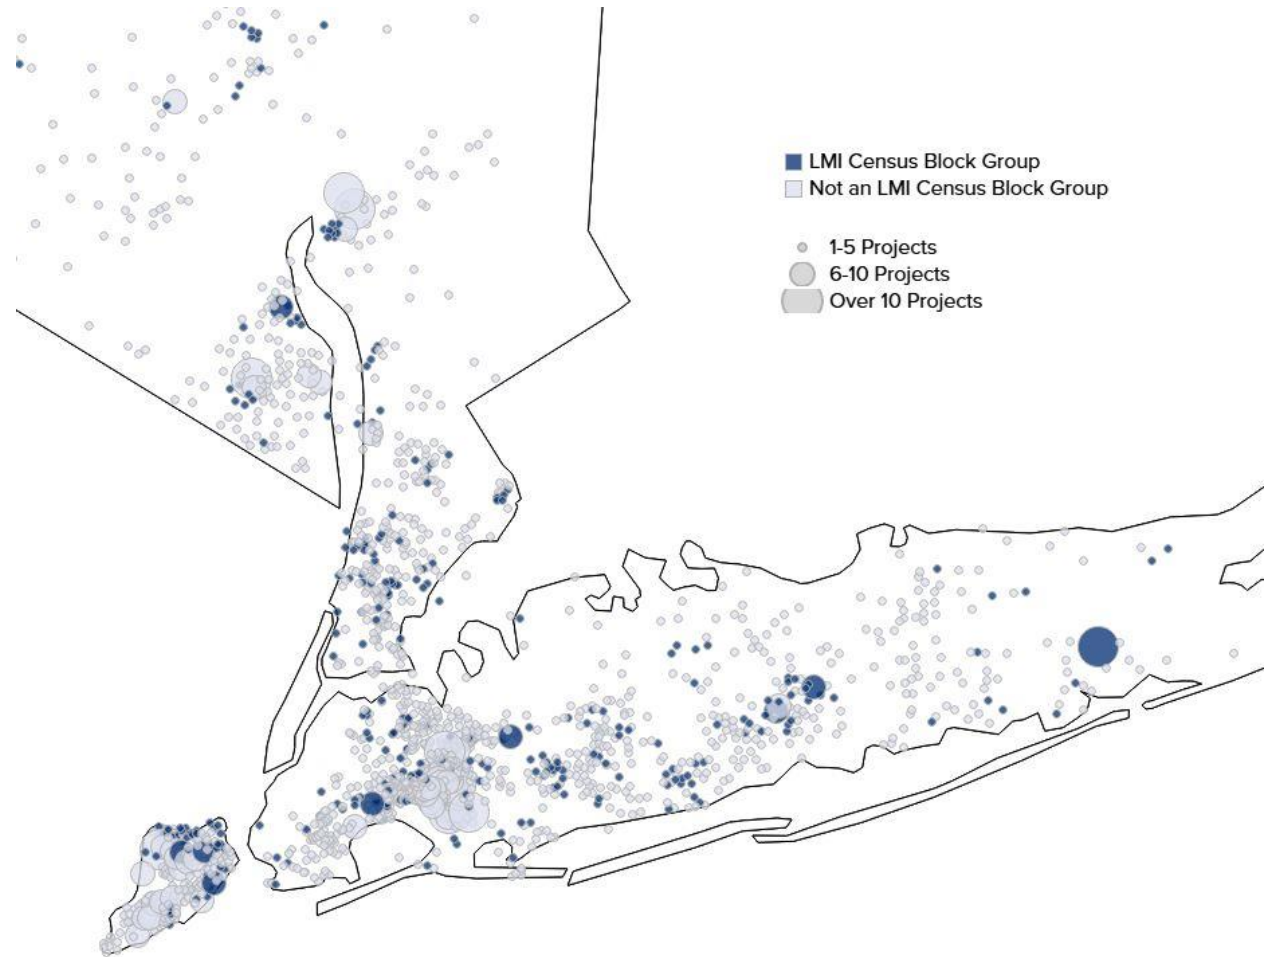 LMI Census Block Group
Not an LMI Census Block Group
1-5 Projects
6-10 Projects
Over 10 Projects